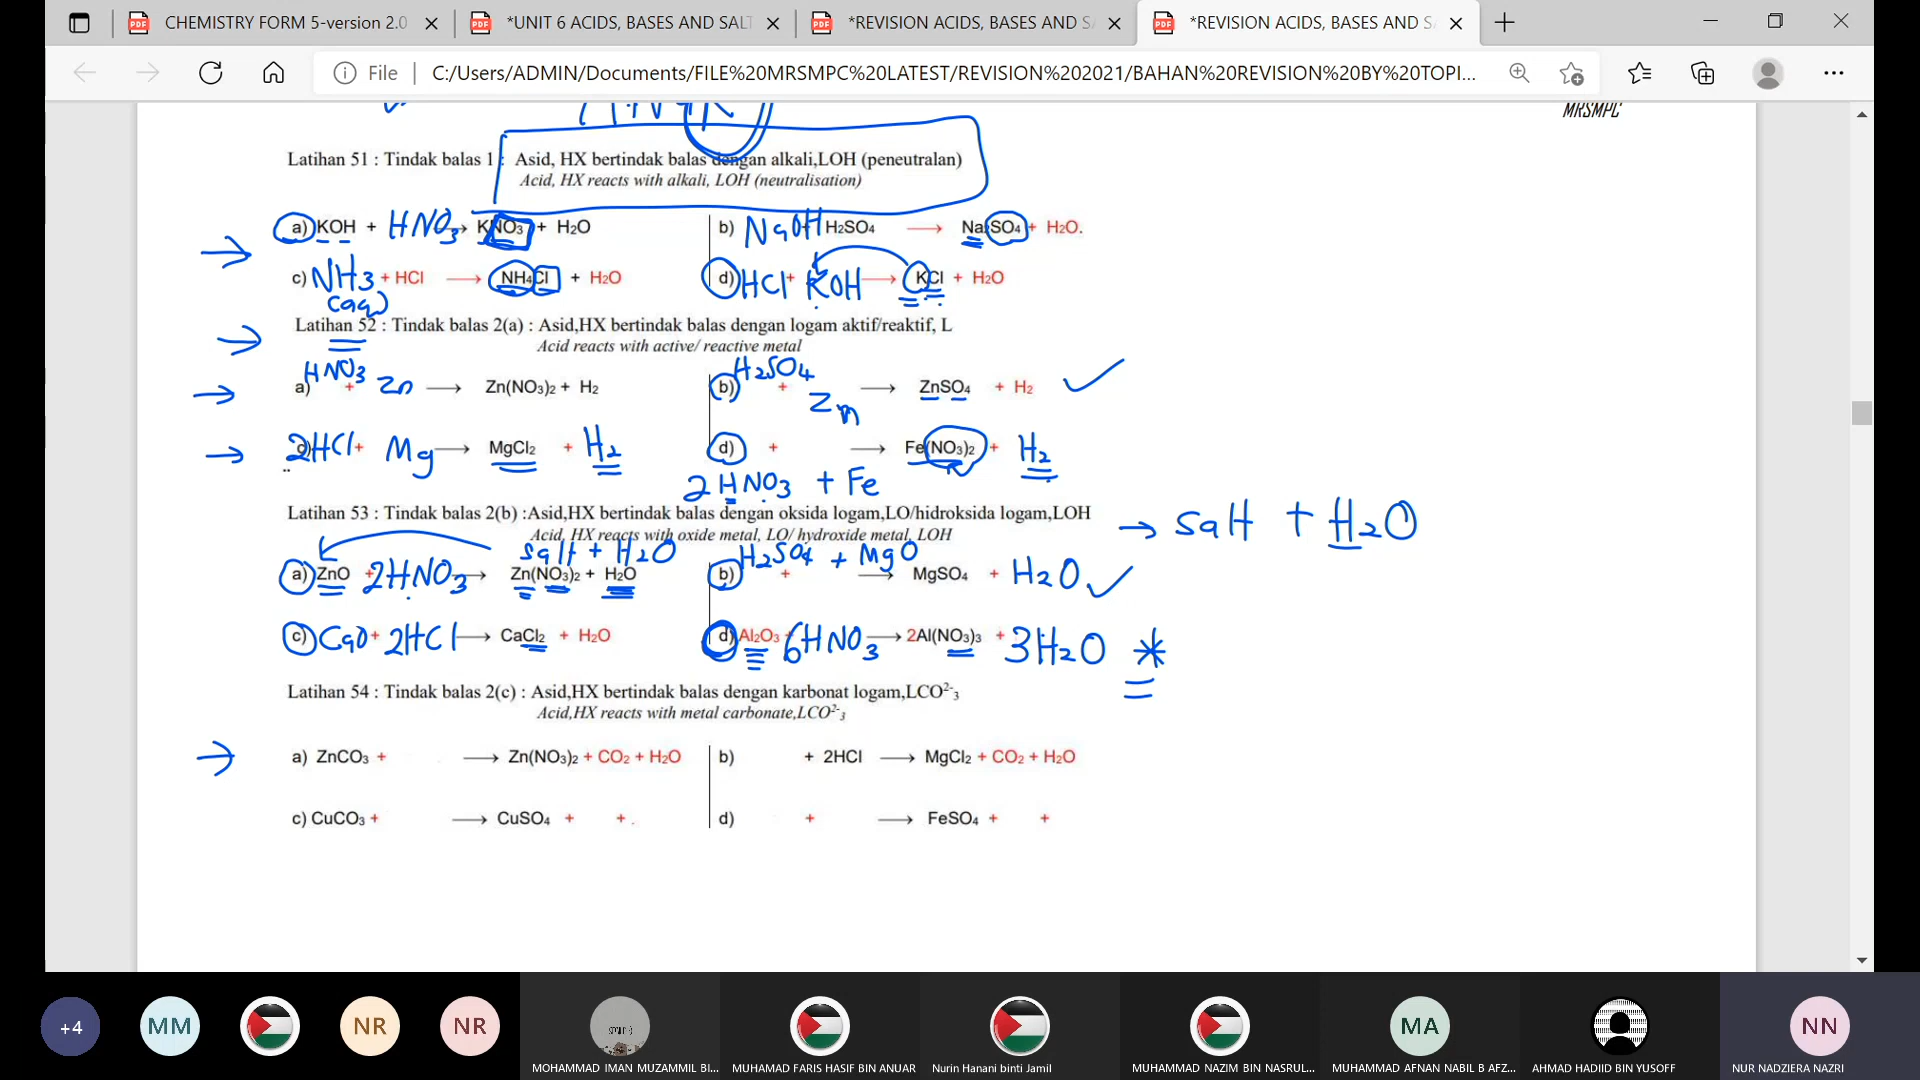 CHEMISTRY FORM 5-version 2.0
*UNIT 6 ACIDS, BASES AND SALT
*REVISION ACIDS, BASES AND SA
*REVISION ACIDS, BASES AND SA
File | C:/Users/ADMIN/Documents/FILE%20MRSMPC%20LATEST/REVISION%202021/BAHAN%20REVISION%20BY%20TOPI...
MRSMPC
Latihan 51 : Tindak balas 1 : Asid, HX bertindak balas dengan alkali,LOH (peneutralan)
Acid, HX reacts with alkali, LOH (neutralisation)
a) KOH + HNO3 → KNO3 + H2O
b) NaOH + H2SO4 → Na2SO4 + H2O.
c) NH3 + HCl → NH4Cl + H2O
(aq)
d) HCl + KOH → KCl + H2O
Latihan 52 : Tindak balas 2(a) : Asid,HX bertindak balas dengan logam aktif/reaktif, L
Acid reacts with active/ reactive metal
a) HNO3 + Zn → Zn(NO3)2 + H2
b) H2SO4 + Zn → ZnSO4 + H2
c) 2HCl + Mg → MgCl2 + H2
d) + → Fe(NO3)2 + H2
2HNO3 + Fe
Latihan 53 : Tindak balas 2(b) :Asid,HX bertindak balas dengan oksida logam,LO/hidroksida logam,LOH → salt + H2O
Acid, HX reacts with oxide metal, LO/ hydroxide metal, LOH
salt + H2O
a) ZnO + 2HNO3 → Zn(NO3)2 + H2O
b) H2SO4 + MgO → MgSO4 + H2O
c) CaO + 2HCl → CaCl2 + H2O
d) Al2O3 + 6HNO3 → 2Al(NO3)3 + 3H2O *
Latihan 54 : Tindak balas 2(c) : Asid,HX bertindak balas dengan karbonat logam,LCO²⁻3
Acid,HX reacts with metal carbonate,LCO²⁻3
a) ZnCO3 + → Zn(NO3)2 + CO2 + H2O
b) + 2HCl → MgCl2 + CO2 + H2O
c) CuCO3 + → CuSO4 + + .
d) + → FeSO4 + +
+4
MM
NR
NR
MA
NN
MOHAMMAD IMAN MUZAMMIL BI...
MUHAMAD FARIS HASIF BIN ANUAR
Nurin Hanani binti Jamil
MUHAMMAD NAZIM BIN NASRUL...
MUHAMMAD AFNAN NABIL B AFZ...
AHMAD HADIID BIN YUSOFF
NUR NADZIERA NAZRI